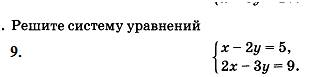 . Решите систему уравнений
9.
{x − 2y = 5,
2x − 3y = 9.